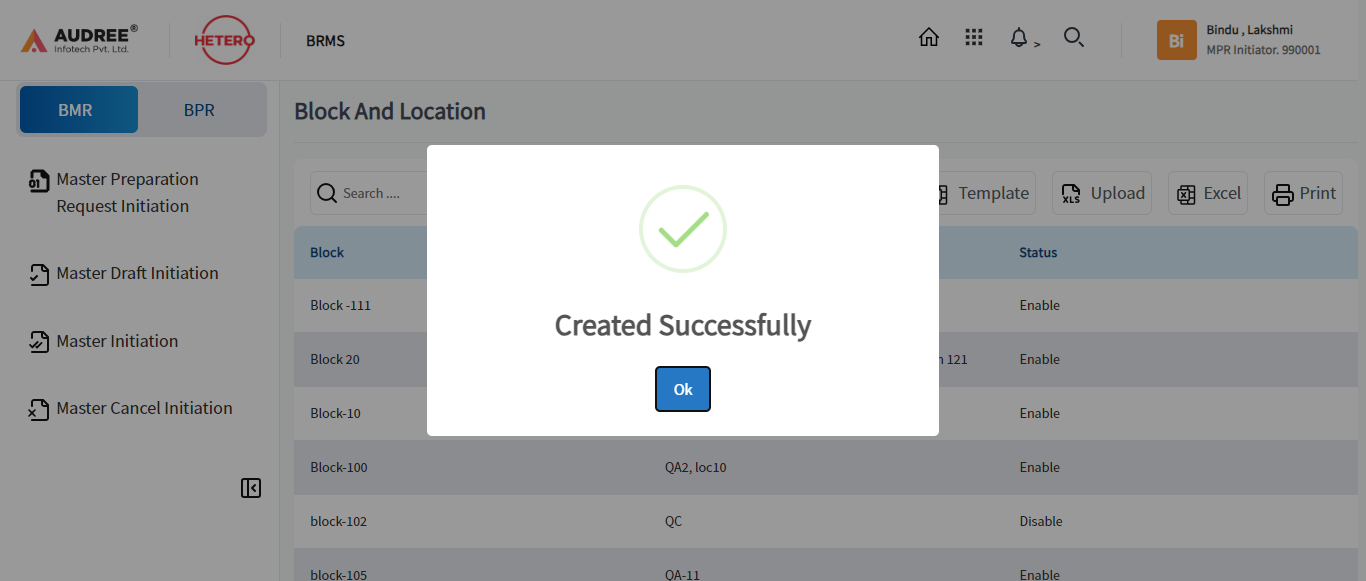 AUDREE®
Infotech Pvt. Ltd.
HETERO
BRMS
>
Bi
Bindu , Lakshmi
MPR Initiator. 990001
BMR
BPR
Block And Location
Master Preparation
Request Initiation
Master Draft Initiation
Master Initiation
Master Cancel Initiation
Search ....
Template
XLS
Upload
Excel
Print
Block
Status
Block -111
Enable
Block 20
121
Enable
Block-10
Enable
Block-100
QA2, loc10
Enable
block-102
QC
Disable
block-105
QA-11
Enable
Created Successfully
Ok